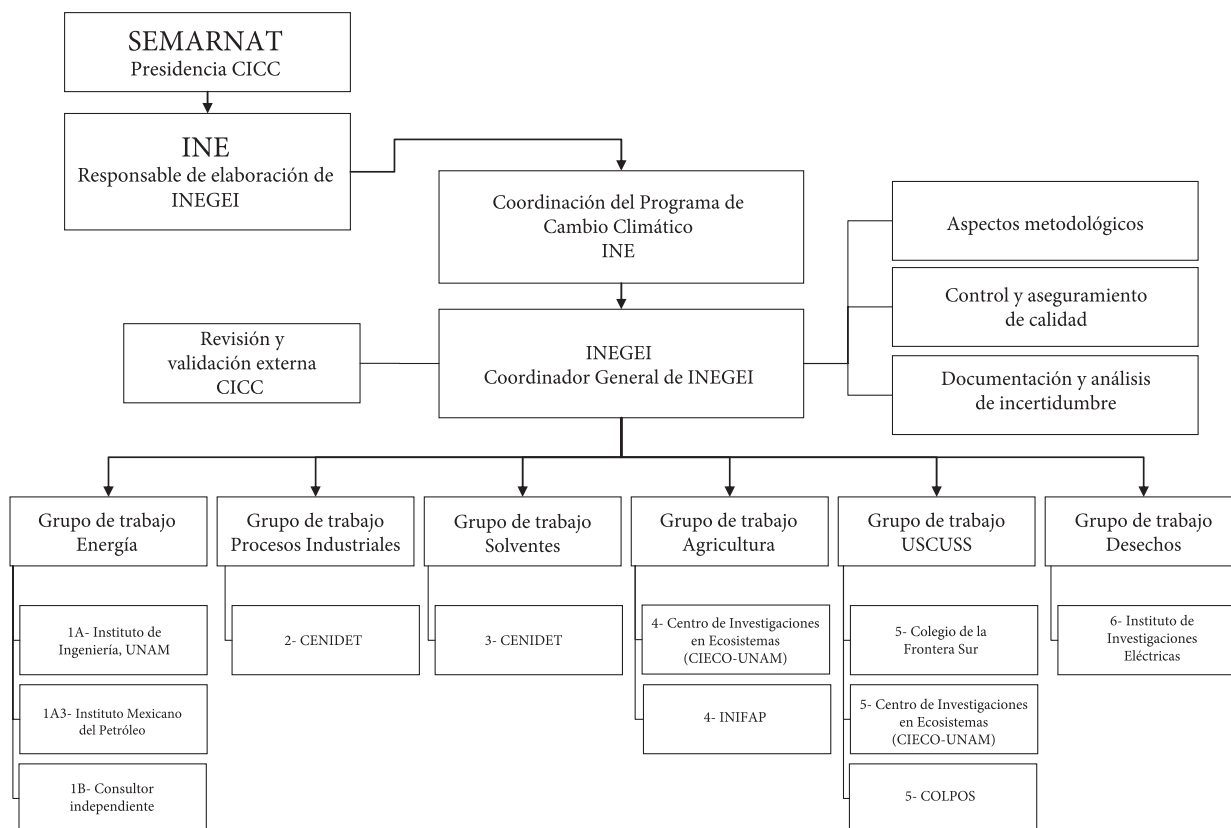 SEMARNAT
Presidencia CICC
INE
Responsable de elaboración de
INEGEI
Coordinación del Programa de
Cambio Climático
INE
Aspectos metodológicos
Control y aseguramiento
de calidad
Documentación y análisis
de incertidumbre
Revisión y
validación externa
CICC
INEGEI
Coordinador General de INEGEI
Grupo de trabajo
Energía
Grupo de trabajo
Procesos Industriales
Grupo de trabajo
Solventes
Grupo de trabajo
Agricultura
Grupo de trabajo
USCUSS
Grupo de trabajo
Desechos
1A- Instituto de
Ingeniería, UNAM
1A3- Instituto Mexicano
del Petróleo
1B- Consultor
independiente
2- CENIDET
3- CENIDET
4- Centro de Investigaciones
en Ecosistemas
(CIECO-UNAM)
4- INIFAP
5- Colegio de la
Frontera Sur
5- Centro de Investigaciones
en Ecosistemas
(CIECO-UNAM)
5- COLPOS
6- Instituto de
Investigaciones
Eléctricas